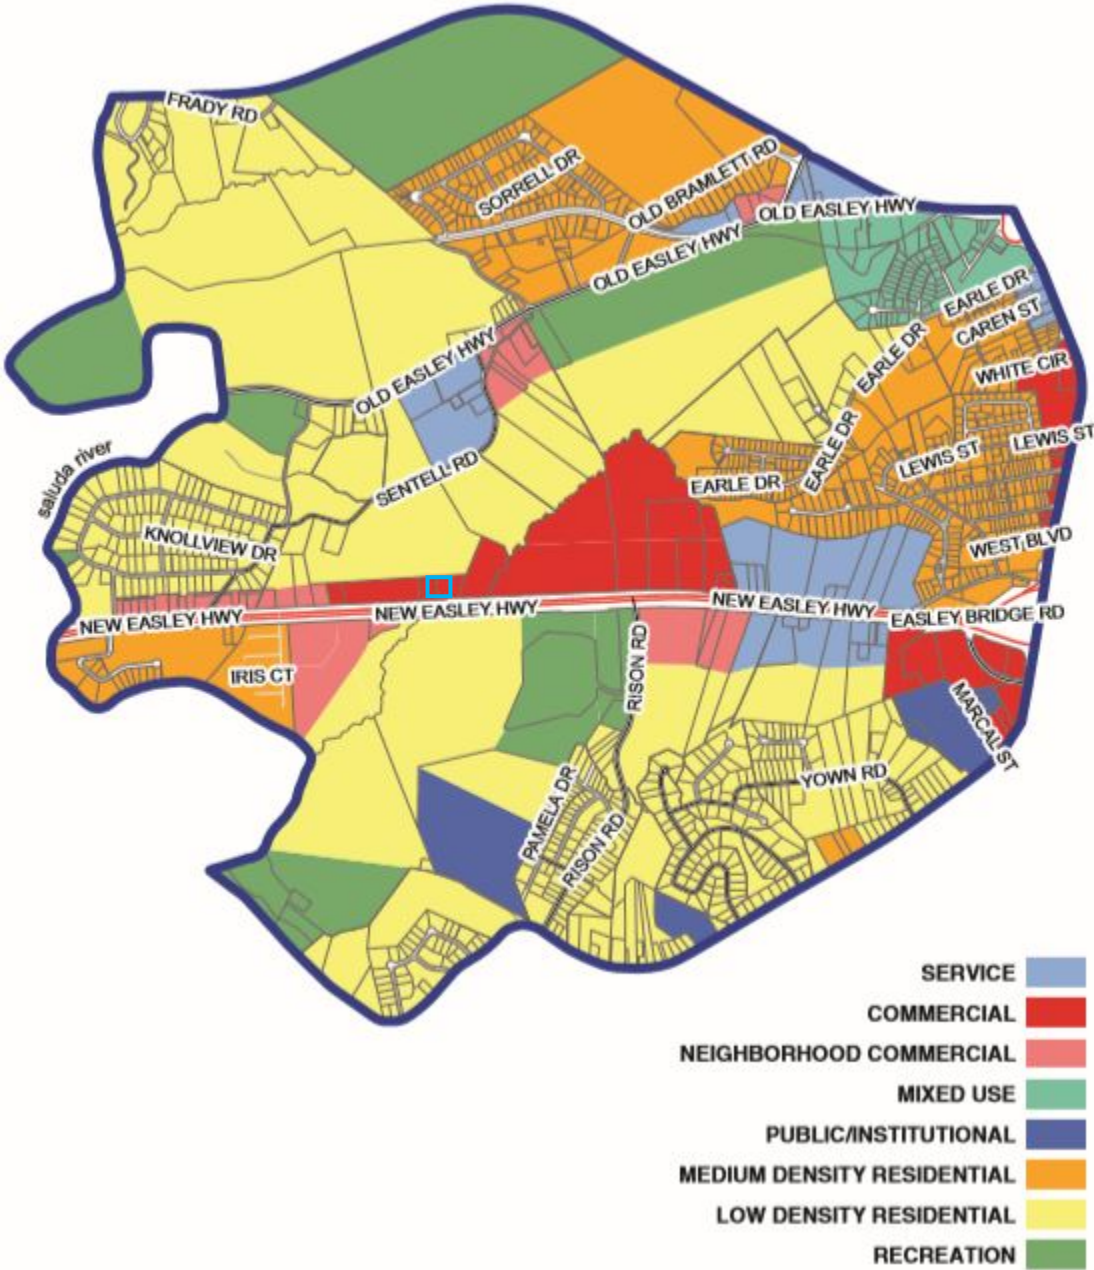 FRADY RD
SORRELL DR
OLD BRAMLETT RD
OLD EASLEY HWY
OLD EASLEY HWY
EARLE DR
CAREN ST
OLD EASLEY HWY
EARLE DR
WHITE CIR
saluda river
SENTELL RD
EARLE DR
LEWIS ST
LEWIS ST
EARLE DR
KNOLLVIEW DR
WEST BLVD
NEW EASLEY HWY
NEW EASLEY HWY
NEW EASLEY HWY
EASLEY BRIDGE RD
IRIS CT
RISON RD
MARCAL ST
YOWN RD
PAMELA DR
RISON RD
SERVICE
COMMERCIAL
NEIGHBORHOOD COMMERCIAL
MIXED USE
PUBLIC/INSTITUTIONAL
MEDIUM DENSITY RESIDENTIAL
LOW DENSITY RESIDENTIAL
RECREATION